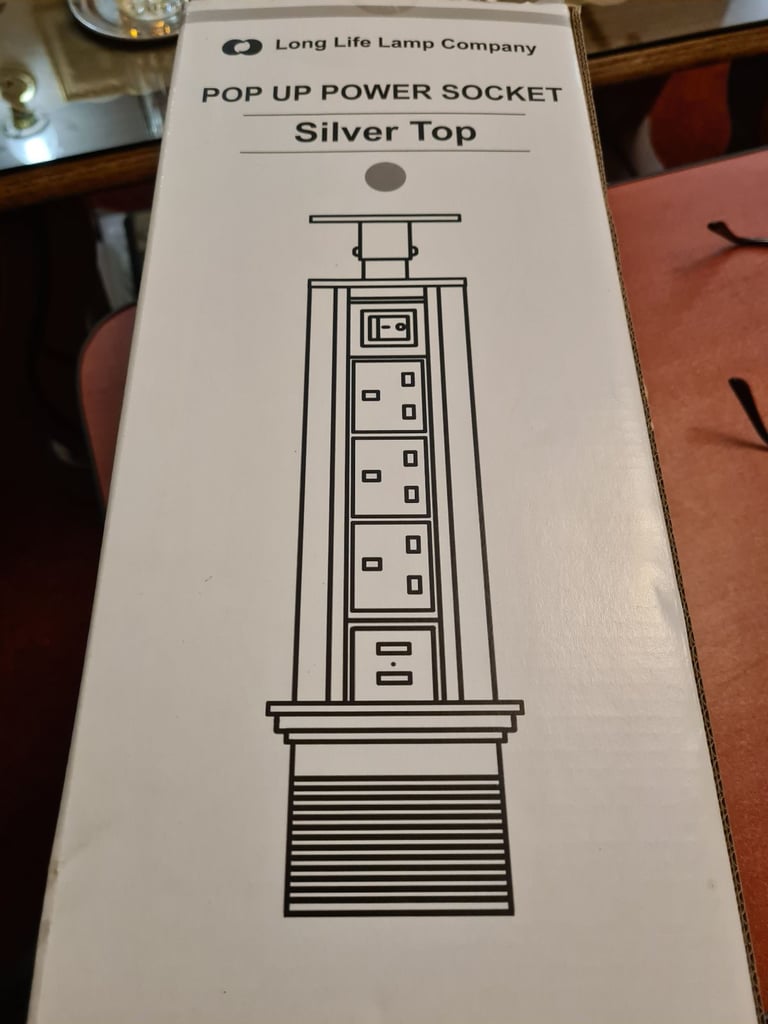 Long Life Lamp Company
POP UP POWER SOCKET
Silver Top